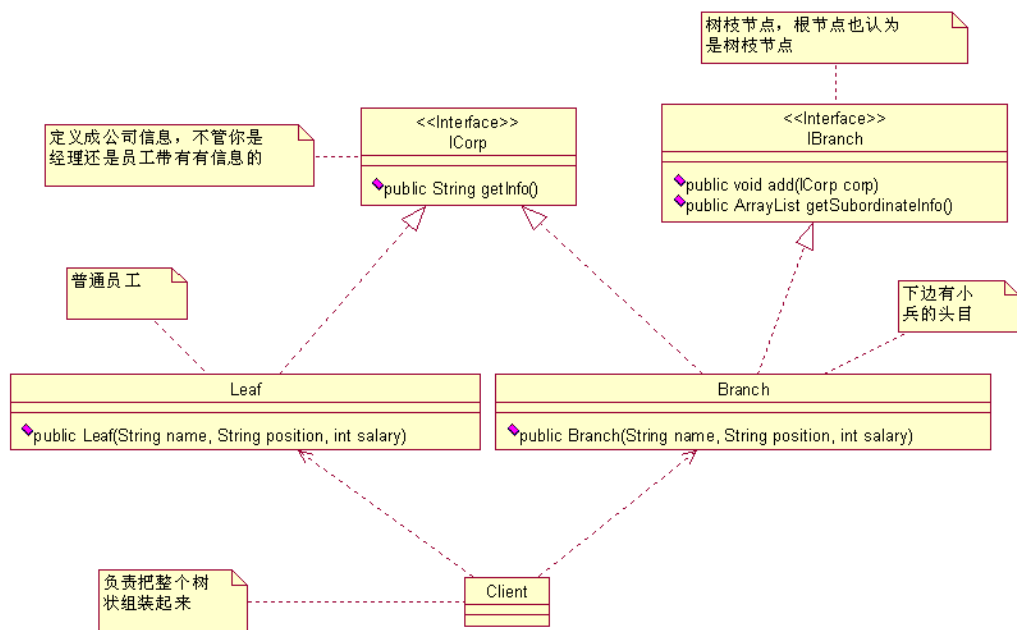 树枝节点，根节点也认为
是树枝节点
定义成公司信息，不管你是
经理还是员工带有有信息的
<<Interface>>
ICorp
public String getInfo()
<<Interface>>
IBranch
public void add(ICorp corp)
public ArrayList getSubordinateInfo()
普通员工
下边有小
兵的头目
Leaf
public Leaf(String name, String position, int salary)
Branch
public Branch(String name, String position, int salary)
负责把整个树
状组装起来
Client